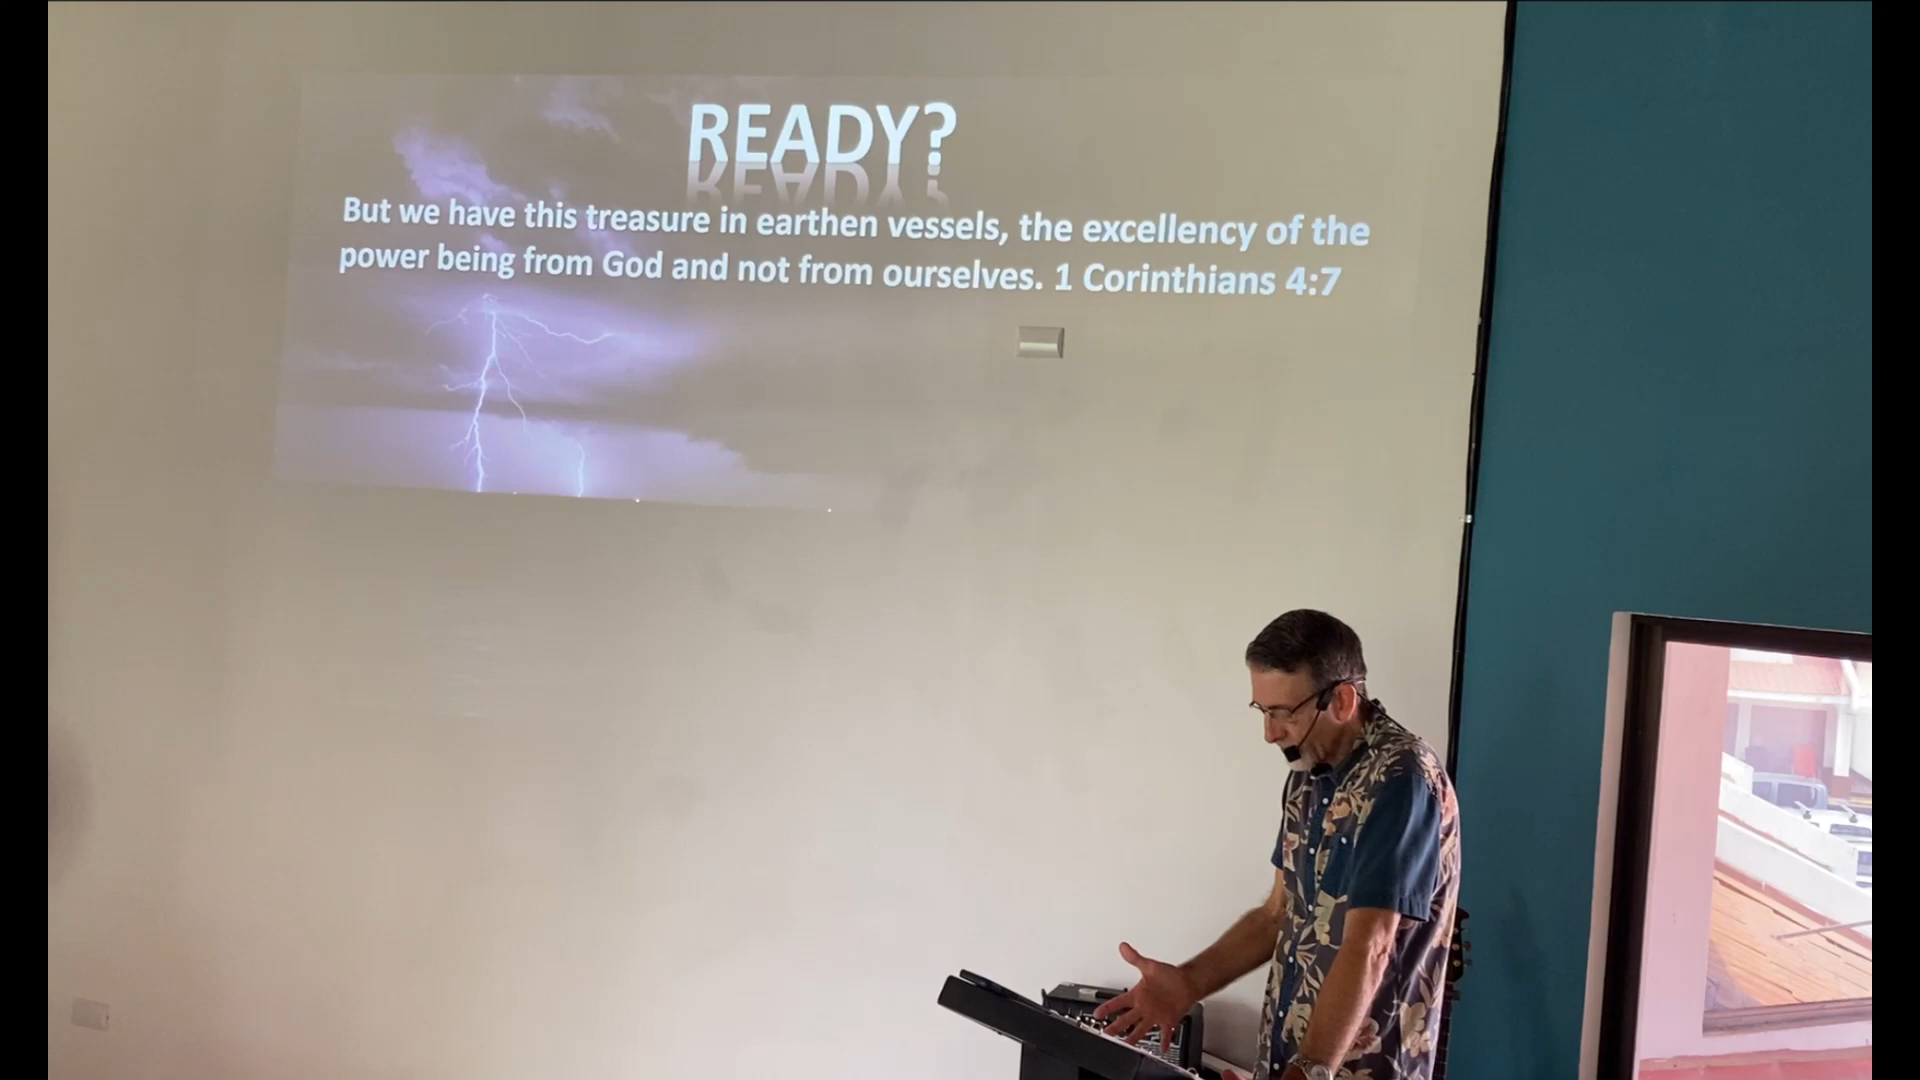 READY?
But we have this treasure in earthen vessels, the excellency of the
power being from God and not from ourselves. 1 Corinthians 4:7